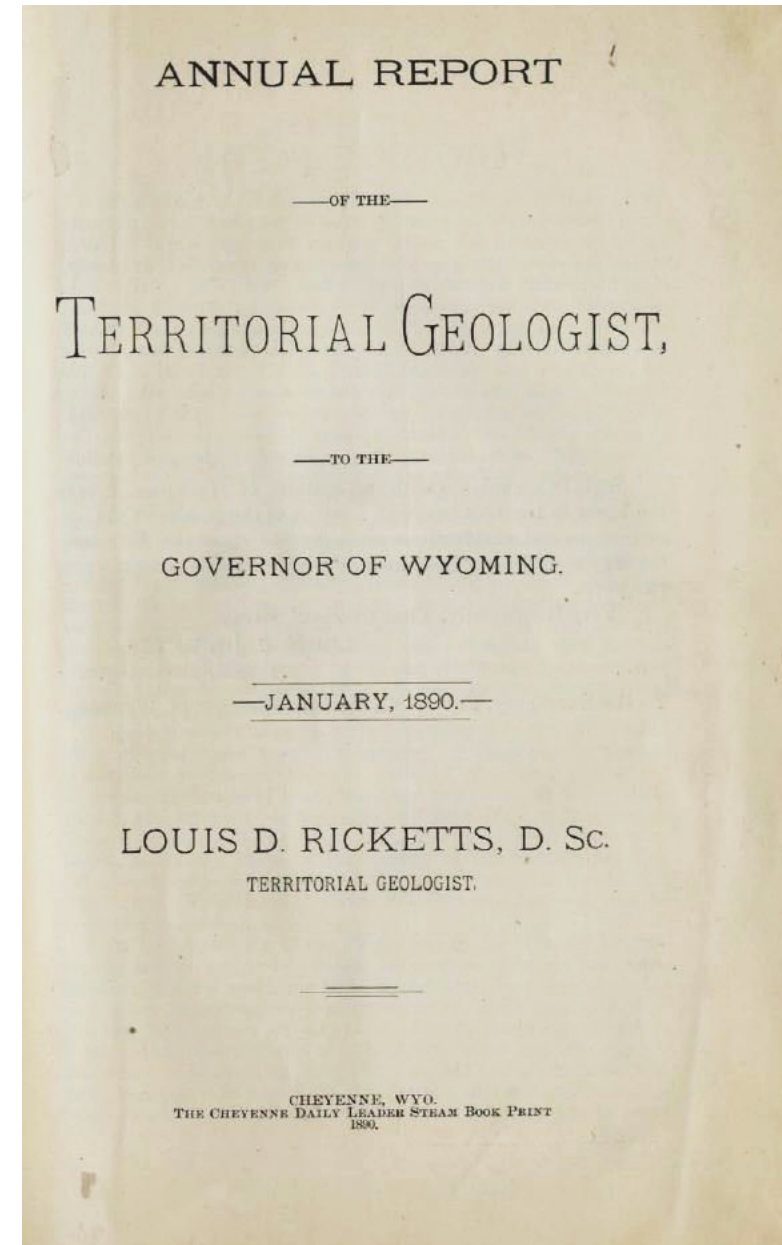 ANNUAL REPORT
—OF THE—
TERRITORIAL GEOLOGIST,
—TO THE—
GOVERNOR OF WYOMING.
—JANUARY, 1890.—
LOUIS D. RICKETTS, D. Sc.
TERRITORIAL GEOLOGIST.
CHEYENNE, WYO.
THE CHEYENNE DAILY LEADER STEAM BOOK PRINT
1890.